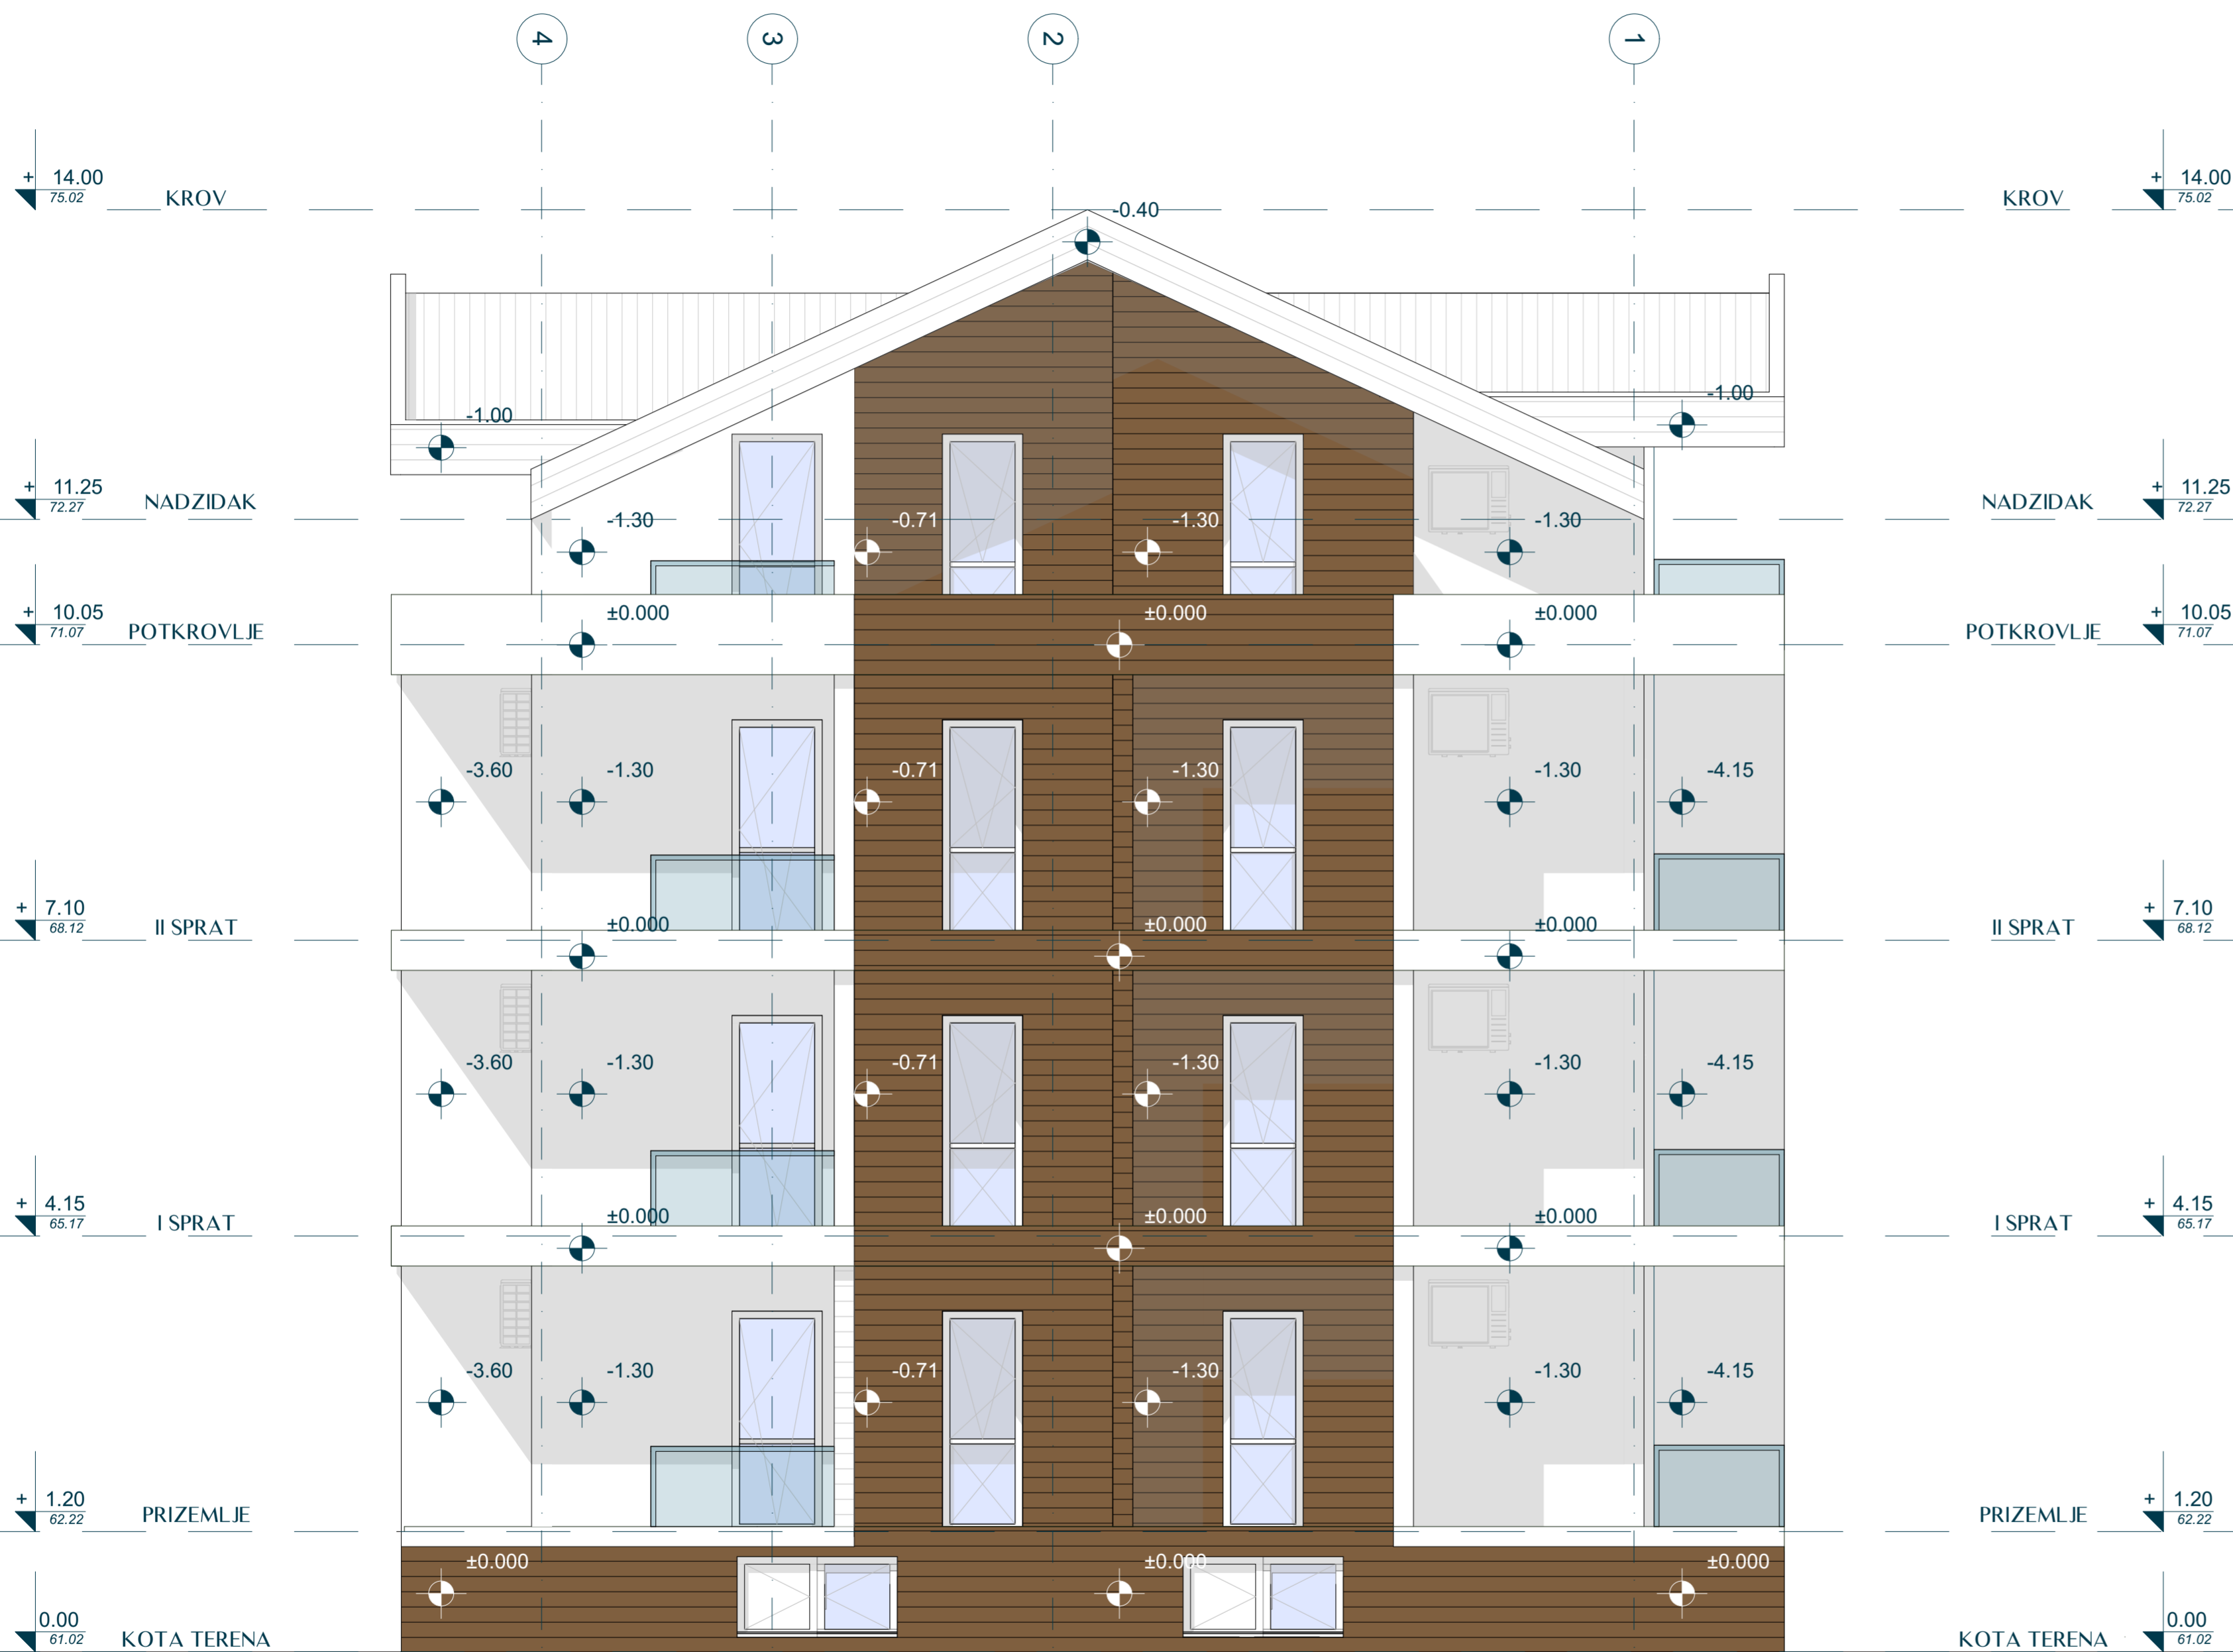 4 3 2 1
+ 14.00 + 14.00
75.02 KROV KROV 75.02
-0.40
-1.00
-1.00
+ 11.25 + 11.25
72.27 NADZIDAK NADZIDAK 72.27
-1.30 -0.71 -1.30 -1.30
+ 10.05 ±0.000 ±0.000 ±0.000 + 10.05
71.07 POTKROVLJE POTKROVLJE 71.07
-3.60 -1.30 -0.71 -1.30 -1.30 -4.15
+ 7.10 + 7.10
68.12 II SPRAT ±0.000 ±0.000 ±0.000 II SPRAT 68.12
-3.60 -1.30 -0.71 -1.30 -1.30 -4.15
+ 4.15 + 4.15
65.17 I SPRAT ±0.000 ±0.000 ±0.000 I SPRAT 65.17
-3.60 -1.30 -0.71 -1.30 -1.30 -4.15
+ 1.20 + 1.20
62.22 PRIZEMLJE PRIZEMLJE 62.22
±0.000 ±0.000 ±0.000
0.00 0.00
61.02 KOTA TERENA KOTA TERENA 61.02